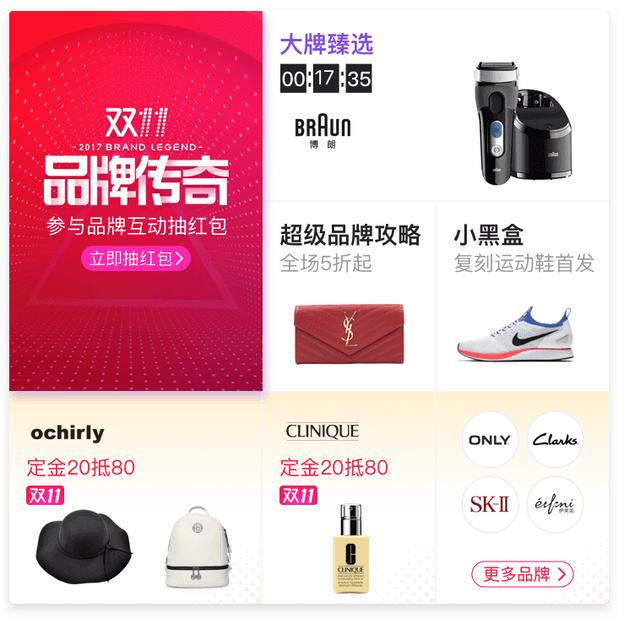 双11
-2017 BRAND LEGEND-
品牌传奇
参与品牌互动抽红包
立即抽红包
大牌臻选
00:17:35
BRAUN
博朗
超级品牌攻略
全场5折起
YSL
小黑盒
复刻运动鞋首发
ochirly
定金20抵80
双11
CLINIQUE
定金20抵80
双11
C
CLINIQUE
ONLY
Clarks
SK-II
eifini
伊芙丽
更多品牌